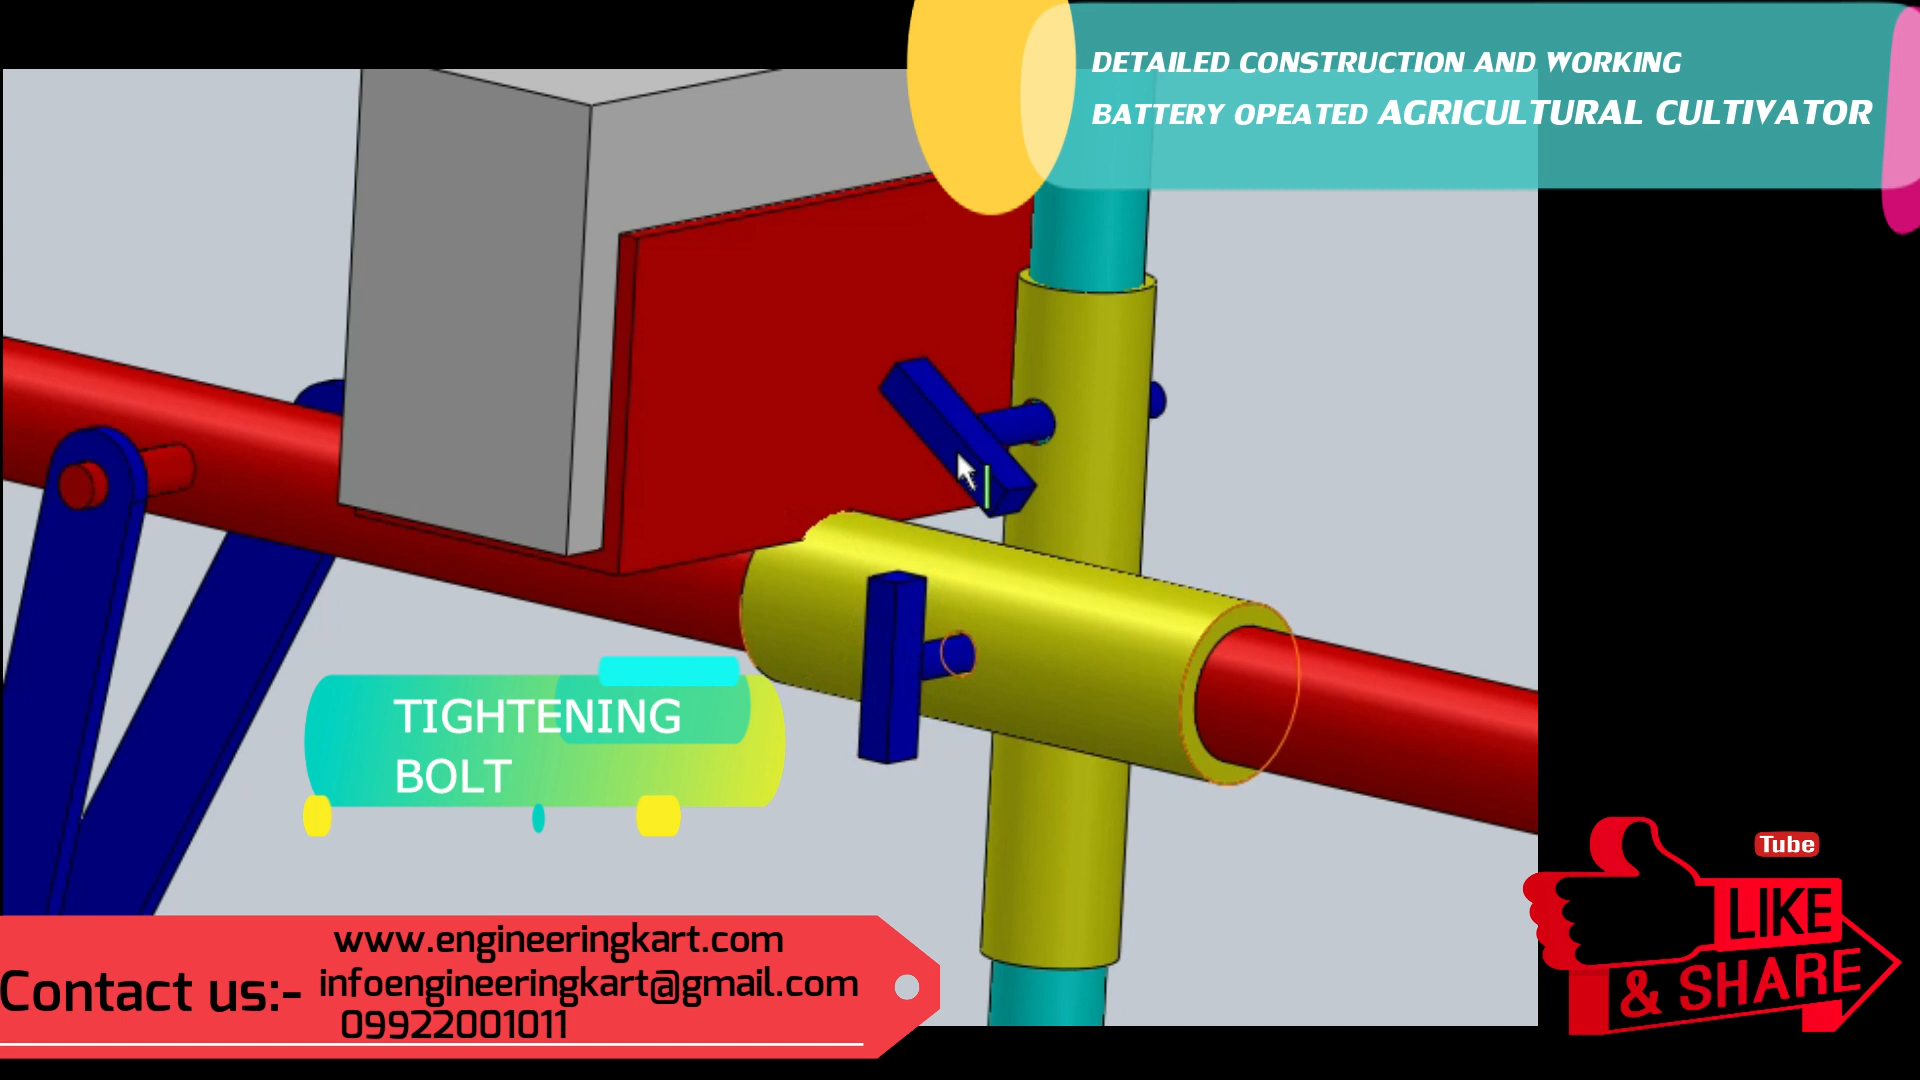 DETAILED CONSTRUCTION AND WORKING
BATTERY OPEATED AGRICULTURAL CULTIVATOR
TIGHTENING
BOLT
www.engineeringkart.com
Contact us:- infoengineeringkart@gmail.com
09922001011
Tube
LIKE
& SHARE